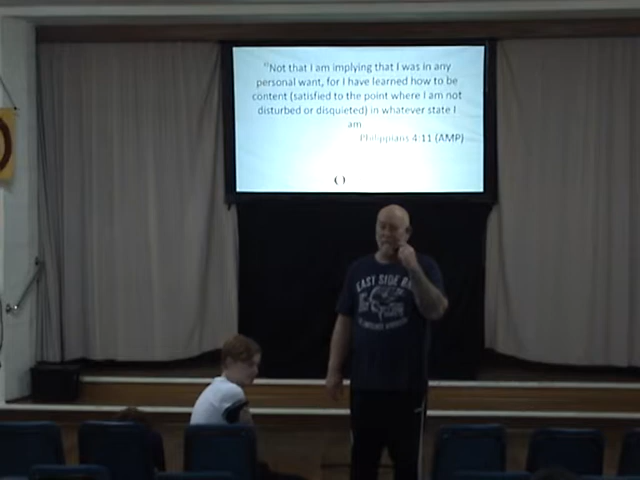 "Not that I am implying that I was in any
personal want, for I have learned how to be
content (satisfied to the point where I am not
disturbed or disquieted) in whatever state I
am
Philippians 4:11 (AMP)
()
EAST SIDE